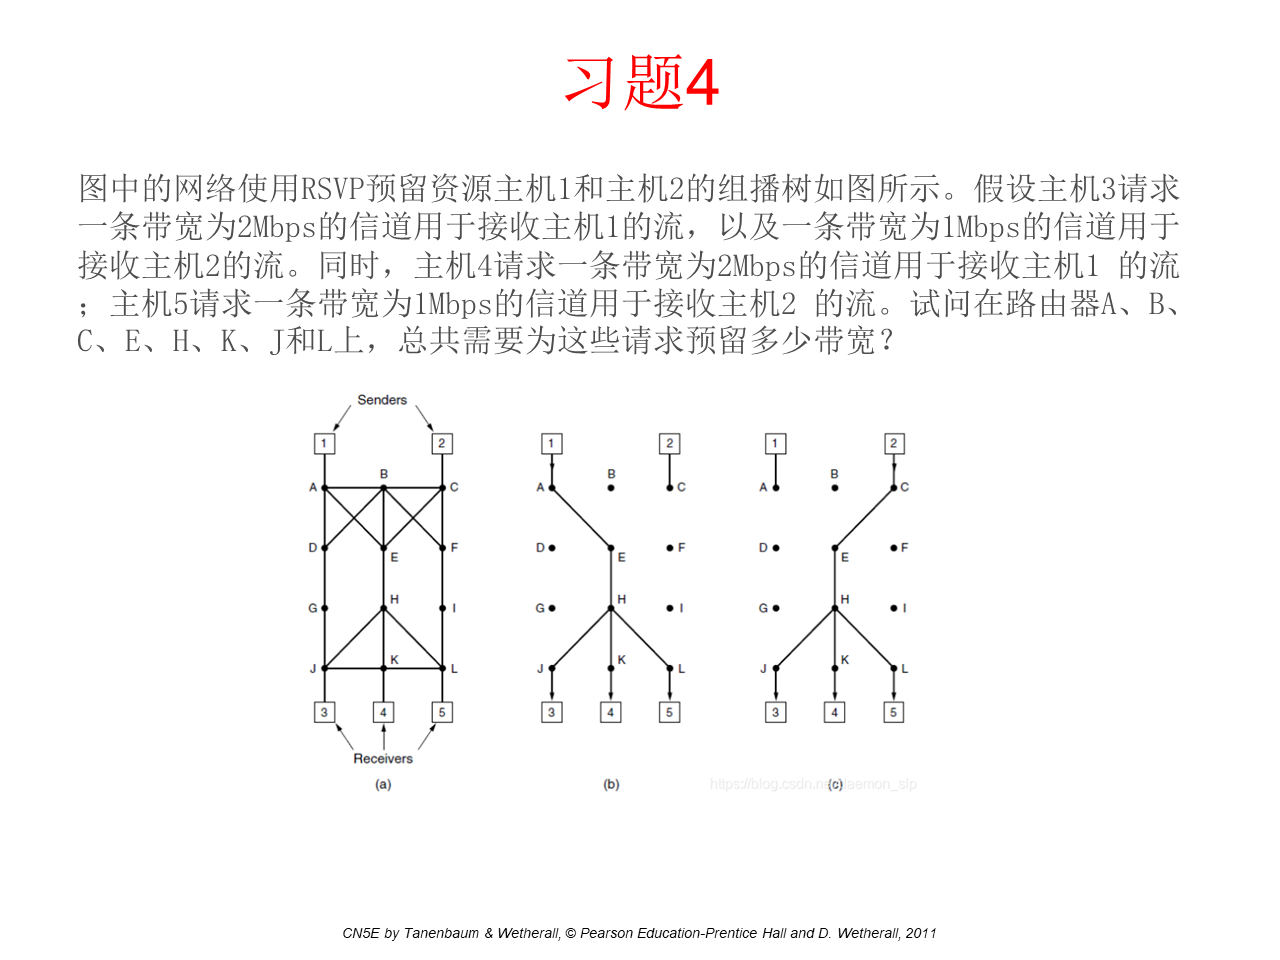 习题4
图中的网络使用RSVP预留资源主机1和主机2的组播树如图所示。假设主机3请求
一条带宽为2Mbps的信道用于接收主机1的流，以及一条带宽为1Mbps的信道用于
接收主机2的流。同时，主机4请求一条带宽为2Mbps的信道用于接收主机1 的流
；主机5请求一条带宽为1Mbps的信道用于接收主机2 的流。试问在路由器A、B、
C、E、H、K、J和L上，总共需要为这些请求预留多少带宽？
Senders
1 2 1 2 1 2
B B B
A C A C A C
D F D F D F
E E E
H H H
G I G I G I
K K K
J L J L J L
3 4 5 3 4 5 3 4 5
Receivers
(a) (b) (c)
https://blog.csdn.net/daemon_sip
CN5E by Tanenbaum & Wetherall, © Pearson Education-Prentice Hall and D. Wetherall, 2011